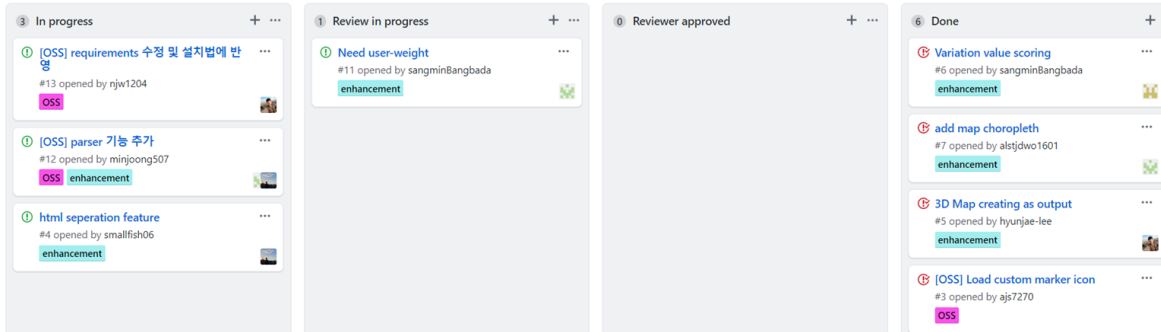 3 In progress
[OSS] requirements 수정 및 설치법에 반
영
#13 opened by njw1204
OSS
[OSS] parser 기능 추가
#12 opened by minjoong507
OSS enhancement
html seperation feature
#4 opened by smallfish06
enhancement
1 Review in progress
Need user-weight
#11 opened by sangminBangbada
enhancement
0 Reviewer approved
6 Done
Variation value scoring
#6 opened by sangminBangbada
enhancement
add map choropleth
#7 opened by alstjdwo1601
enhancement
3D Map creating as output
#5 opened by hyunjae-lee
enhancement
[OSS] Load custom marker icon
#3 opened by ajs7270
OSS